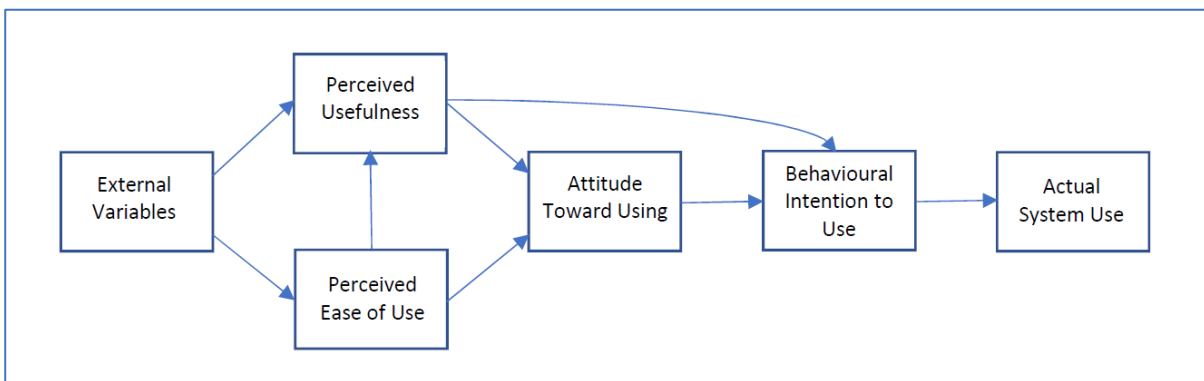 Perceived
Usefulness
External
Variables
Perceived
Ease of Use
Attitude
Toward Using
Behavioural
Intention to
Use
Actual
System Use